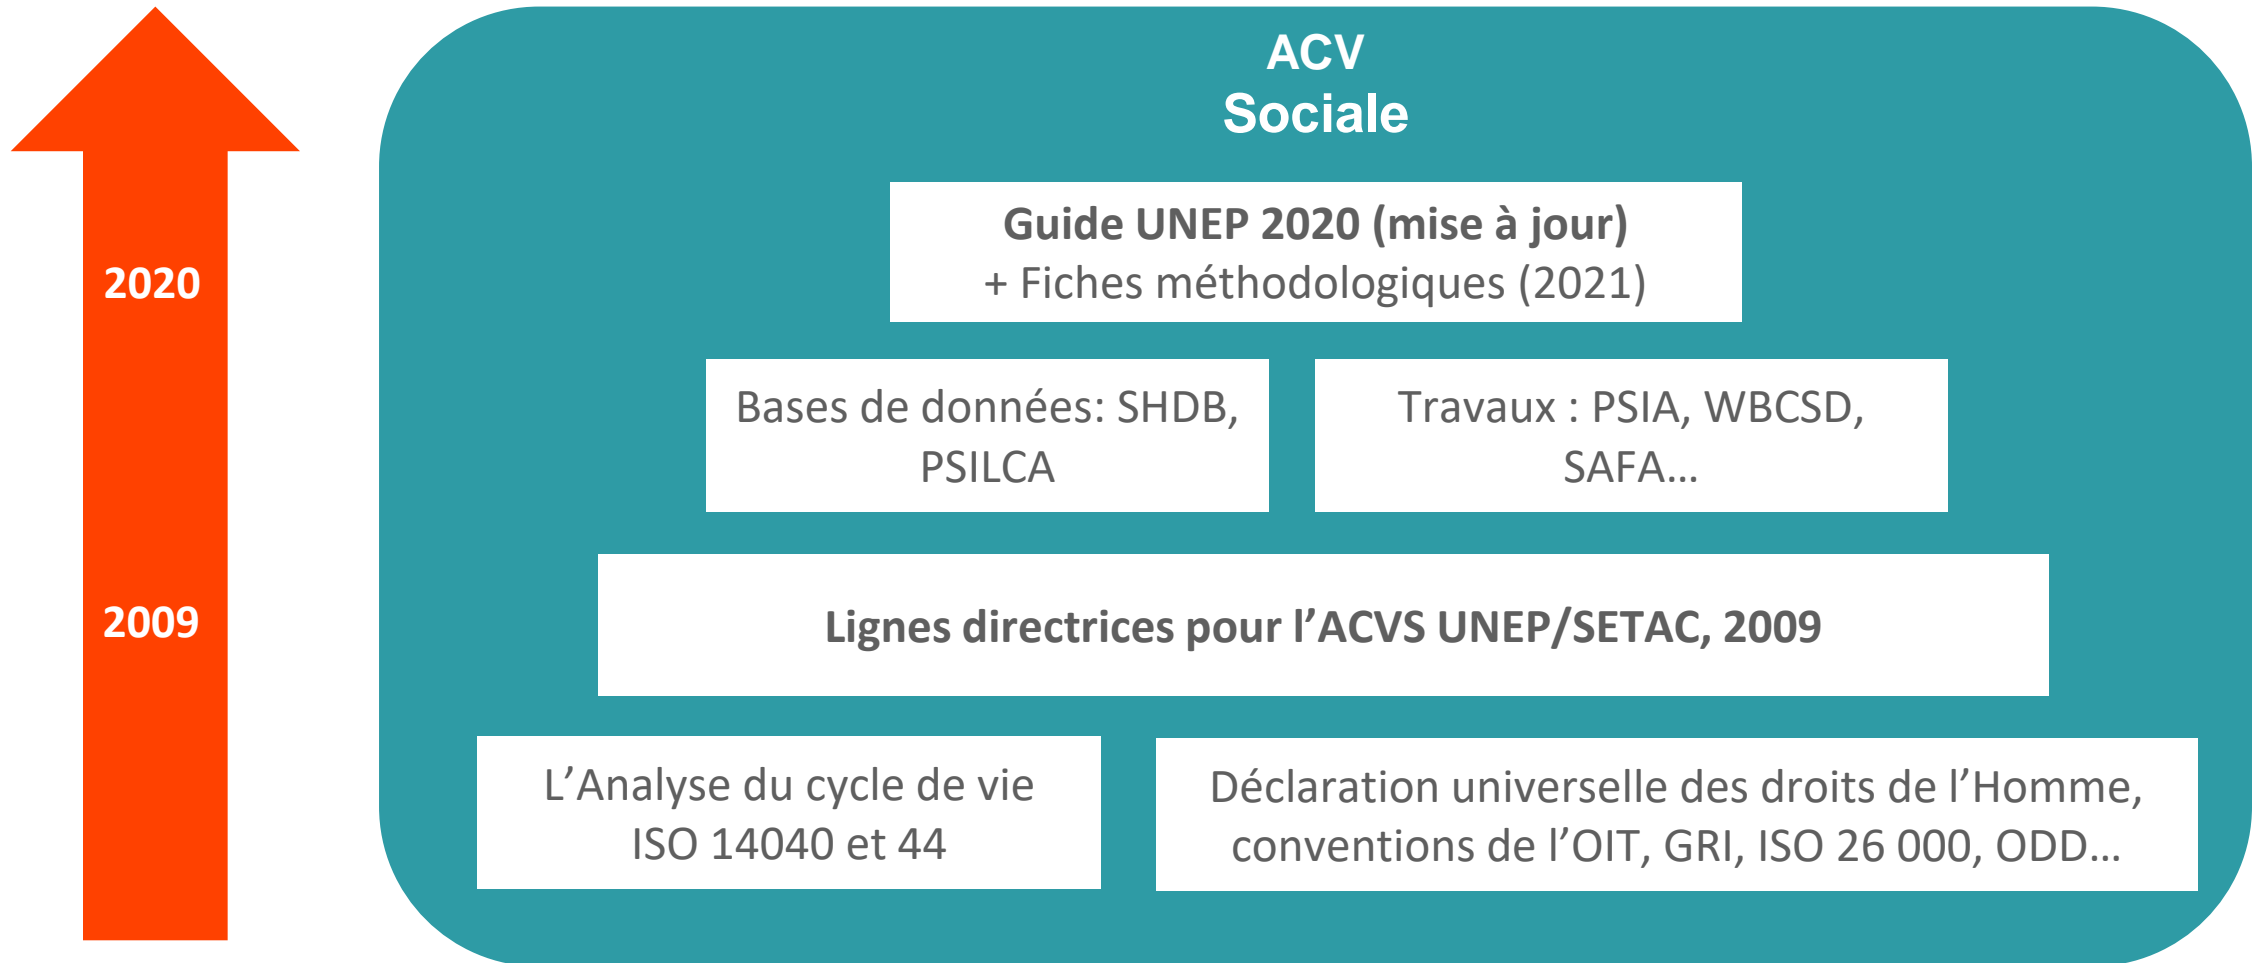 ACV
Sociale
Guide UNEP 2020 (mise à jour)
+ Fiches méthodologiques (2021)
2020
Bases de données: SHDB,
PSILCA
Travaux : PSIA, WBCSD,
SAFA…
2009
Lignes directrices pour l’ACVS UNEP/SETAC, 2009
L’Analyse du cycle de vie
ISO 14040 et 44
Déclaration universelle des droits de l’Homme,
conventions de l’OIT, GRI, ISO 26 000, ODD…